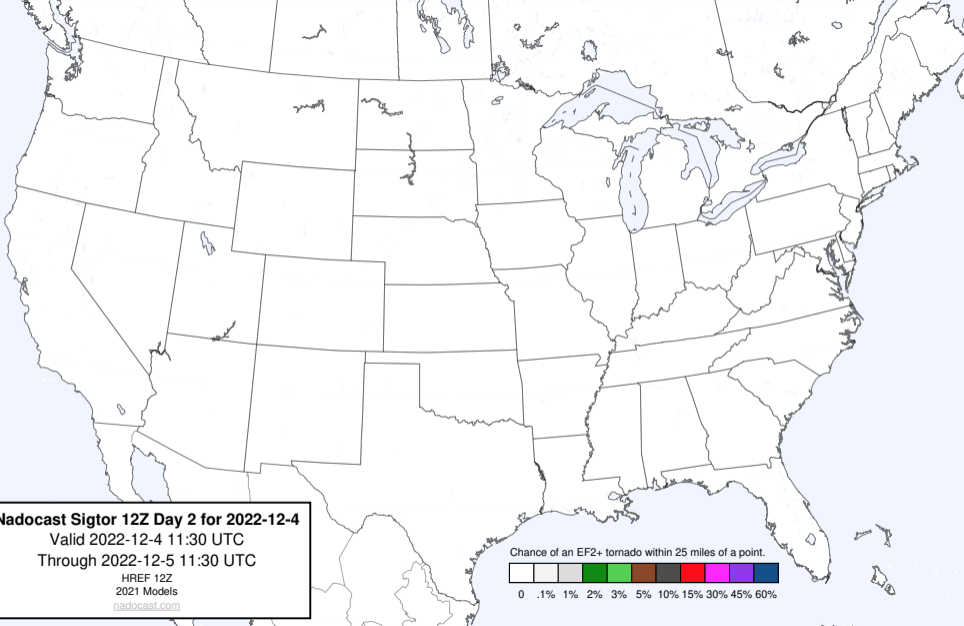 Nadocast Sigtor 12Z Day 2 for 2022-12-4
Valid 2022-12-4 11:30 UTC
Through 2022-12-5 11:30 UTC
HREF 12Z
2021 Models
nadocast.com
Chance of an EF2+ tornado within 25 miles of a point.
0 .1% 1% 2% 3% 5% 10% 15% 30% 45% 60%